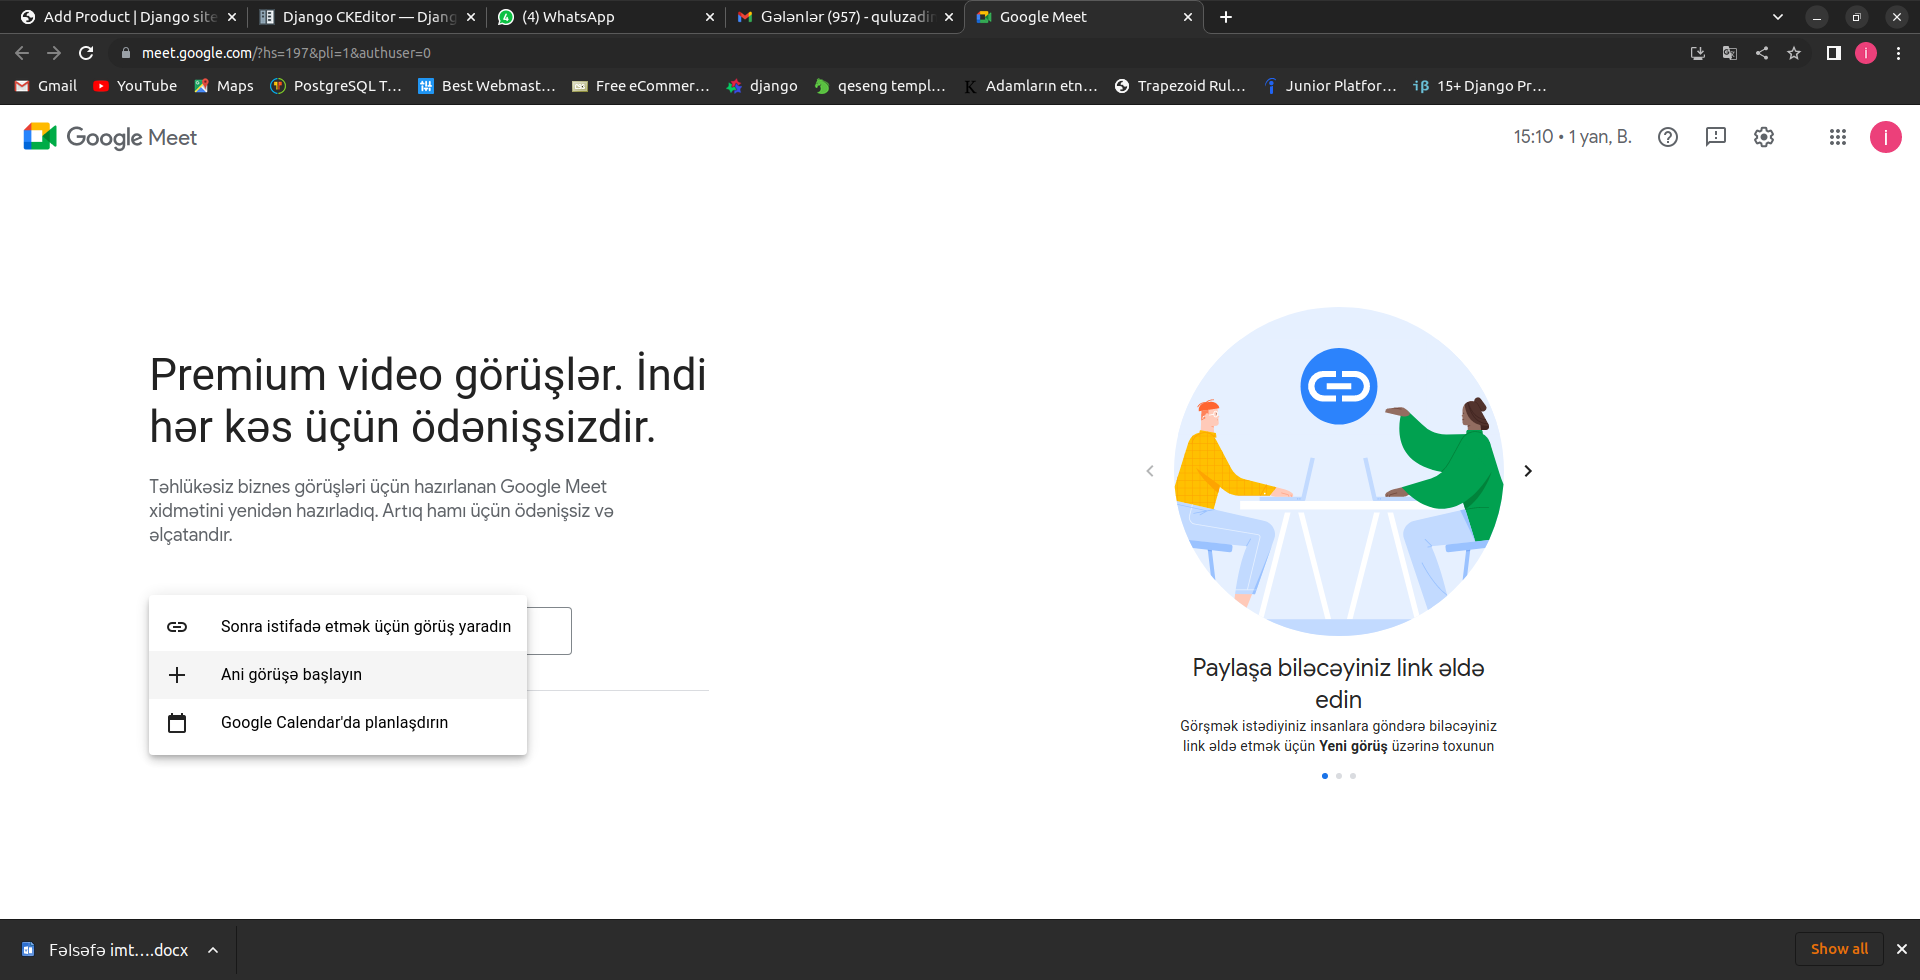 Add Product | Django site
Django CKEditor — Djang
(4) WhatsApp
Gələnlər (957) - quluzadir
Google Meet
meet.google.com/?hs=197&pli=1&authuser=0
i
Gmail
YouTube
Maps
PostgreSQL T...
Best Webmast...
Free eCommer...
django
qeseng templ...
Adamların etn...
Trapezoid Rul...
Junior Platfor...
15+ Django Pr...
Google Meet
15:10 • 1 yan, B.
i
Premium video görüşlər. İndi
hər kəs üçün ödənişsizdir.
Təhlükəsiz biznes görüşləri üçün hazırlanan Google Meet
xidmətini yenidən hazırladıq. Artıq hamı üçün ödənişsiz və
əlçatandır.
Sonra istifadə etmək üçün görüş yaradın
Ani görüşə başlayın
Google Calendar'da planlaşdırın
Paylaşa biləcəyiniz link əldə
edin
Görşmək istədiyiniz insanlara göndərə biləcəyiniz
link əldə etmək üçün Yeni görüş üzərinə toxunun
Fəlsəfə imt....docx
Show all